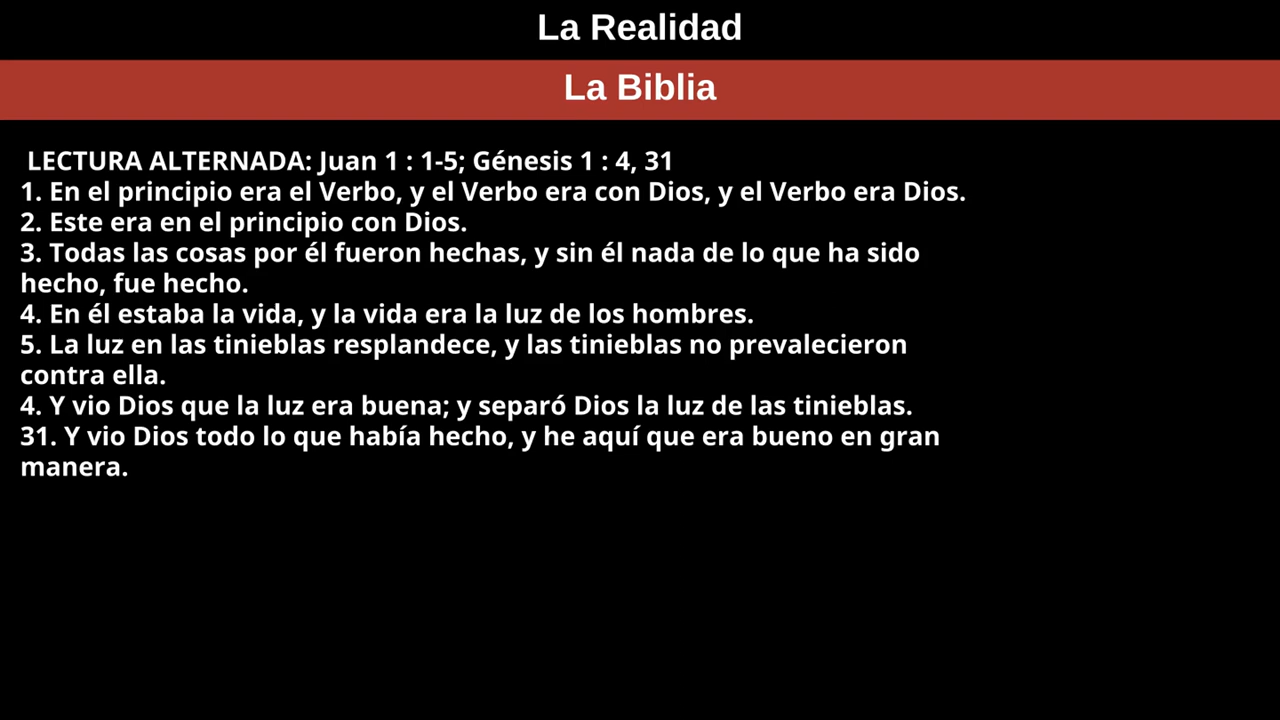 La Realidad
La Biblia
LECTURA ALTERNADA: Juan 1 : 1-5; Génesis 1 : 4, 31
1. En el principio era el Verbo, y el Verbo era con Dios, y el Verbo era Dios.
2. Este era en el principio con Dios.
3. Todas las cosas por él fueron hechas, y sin él nada de lo que ha sido
hecho, fue hecho.
4. En él estaba la vida, y la vida era la luz de los hombres.
5. La luz en las tinieblas resplandece, y las tinieblas no prevalecieron
contra ella.
4. Y vio Dios que la luz era buena; y separó Dios la luz de las tinieblas.
31. Y vio Dios todo lo que había hecho, y he aquí que era bueno en gran
manera.